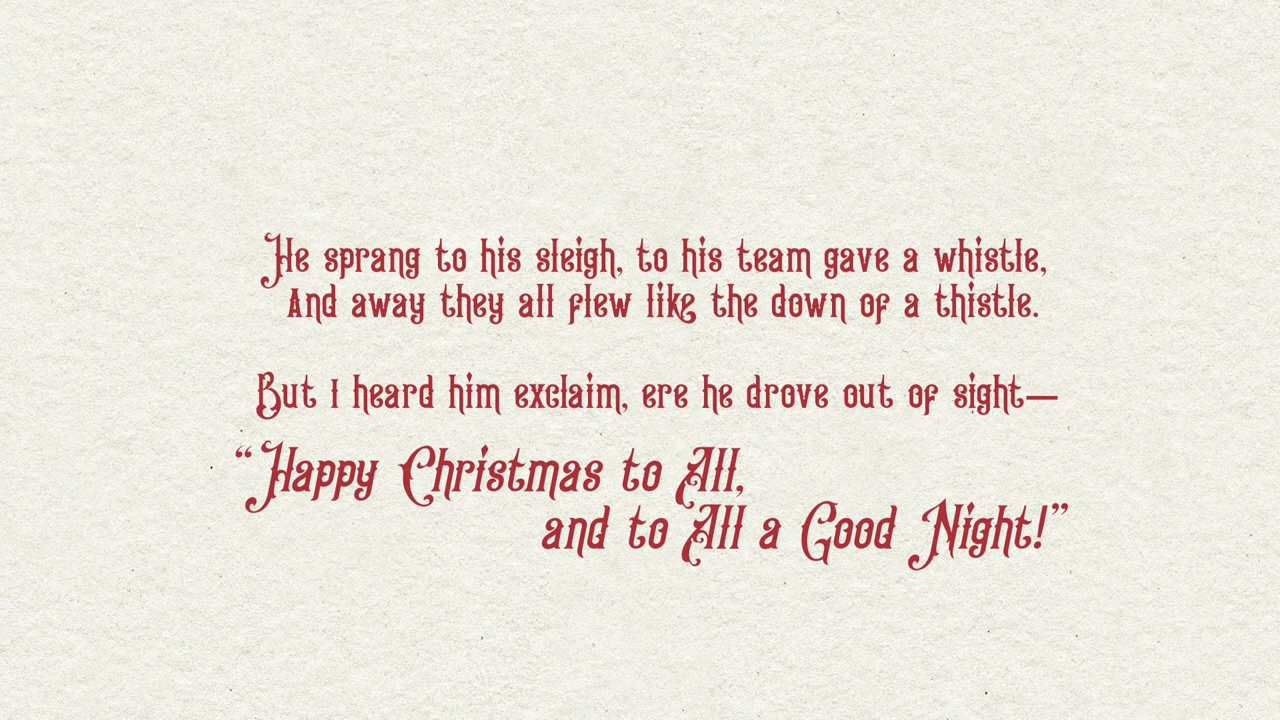 He sprang to his sleigh, to his team gave a whistle,
And away they all flew like the down of a thistle.
But I heard him exclaim, ere he drove out of sight—
“Happy Christmas to All,
and to All a Good Night!”